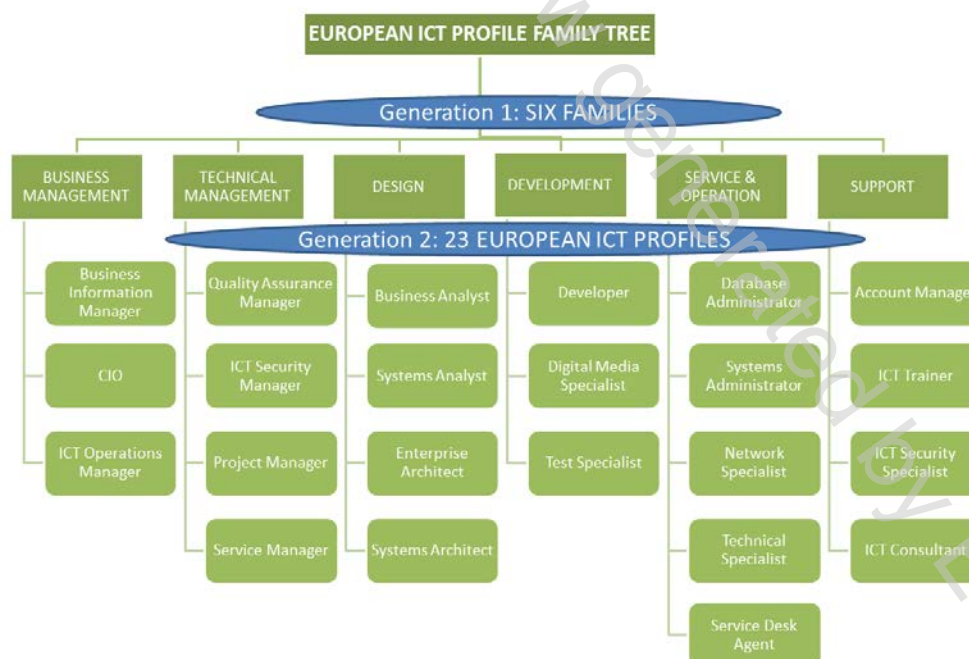 EUROPEAN ICT PROFILE FAMILY TREE
Generation 1: SIX FAMILIES
BUSINESS
MANAGEMENT
TECHNICAL
MANAGEMENT
DESIGN
DEVELOPMENT
SERVICE &
OPERATION
SUPPORT
Generation 2: 23 EUROPEAN ICT PROFILES
Business
Information
Manager
CIO
ICT Operations
Manager
Quality Assurance
Manager
ICT Security
Manager
Project Manager
Service Manager
Business Analyst
Systems Analyst
Enterprise
Architect
Systems Architect
Developer
Digital Media
Specialist
Test Specialist
Database
Administrator
Systems
Administrator
Network
Specialist
Technical
Specialist
Service Desk
Agent
Account Manage
ICT Trainer
ICT Security
Specialist
ICT Consultant
generated by